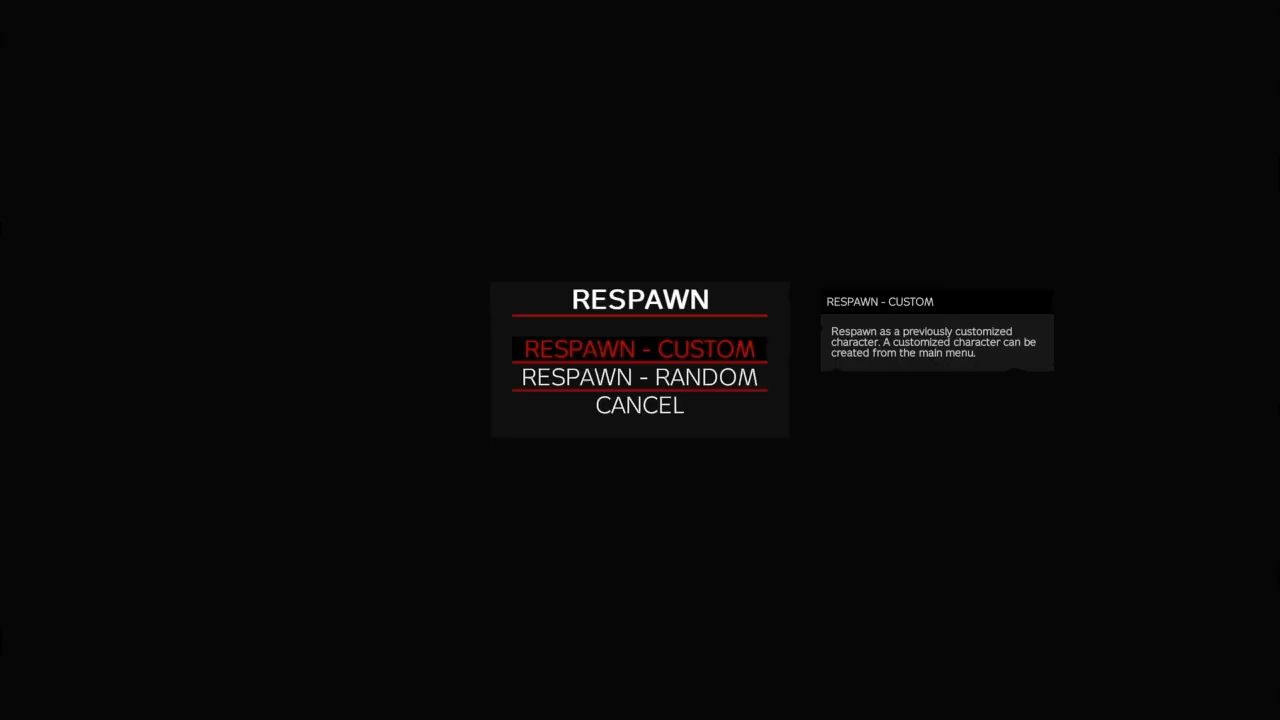 RESPAWN
RESPAWN - CUSTOM
RESPAWN - RANDOM
CANCEL
RESPAWN - CUSTOM
Respawn as a previously customized
character. A customized character can be
created from the main menu.